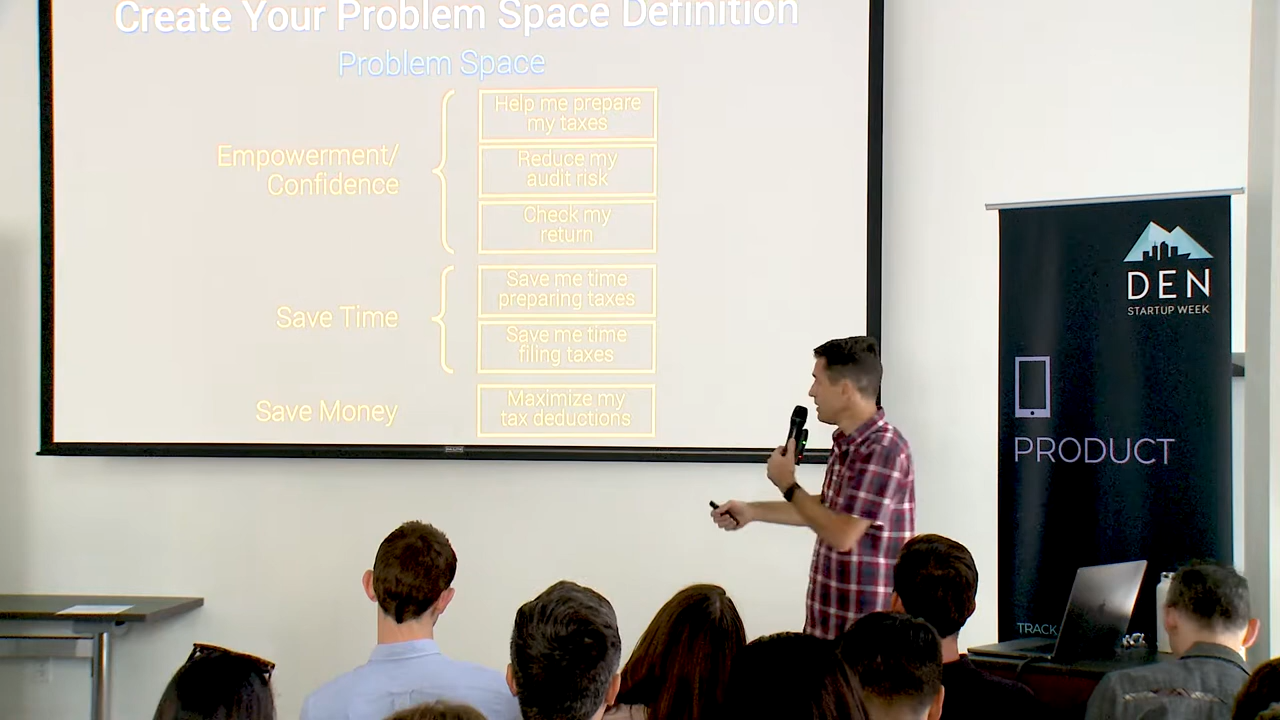 Create Your Problem Space Definition
Problem Space
Empowerment/
Confidence
Help me prepare
my taxes
Reduce my
audit risk
Check my
return
Save Time
Save me time
preparing taxes
Save me time
filing taxes
Save Money
Maximize my
tax deductions
DEN
STARTUP WEEK
PRODUCT
TRACK